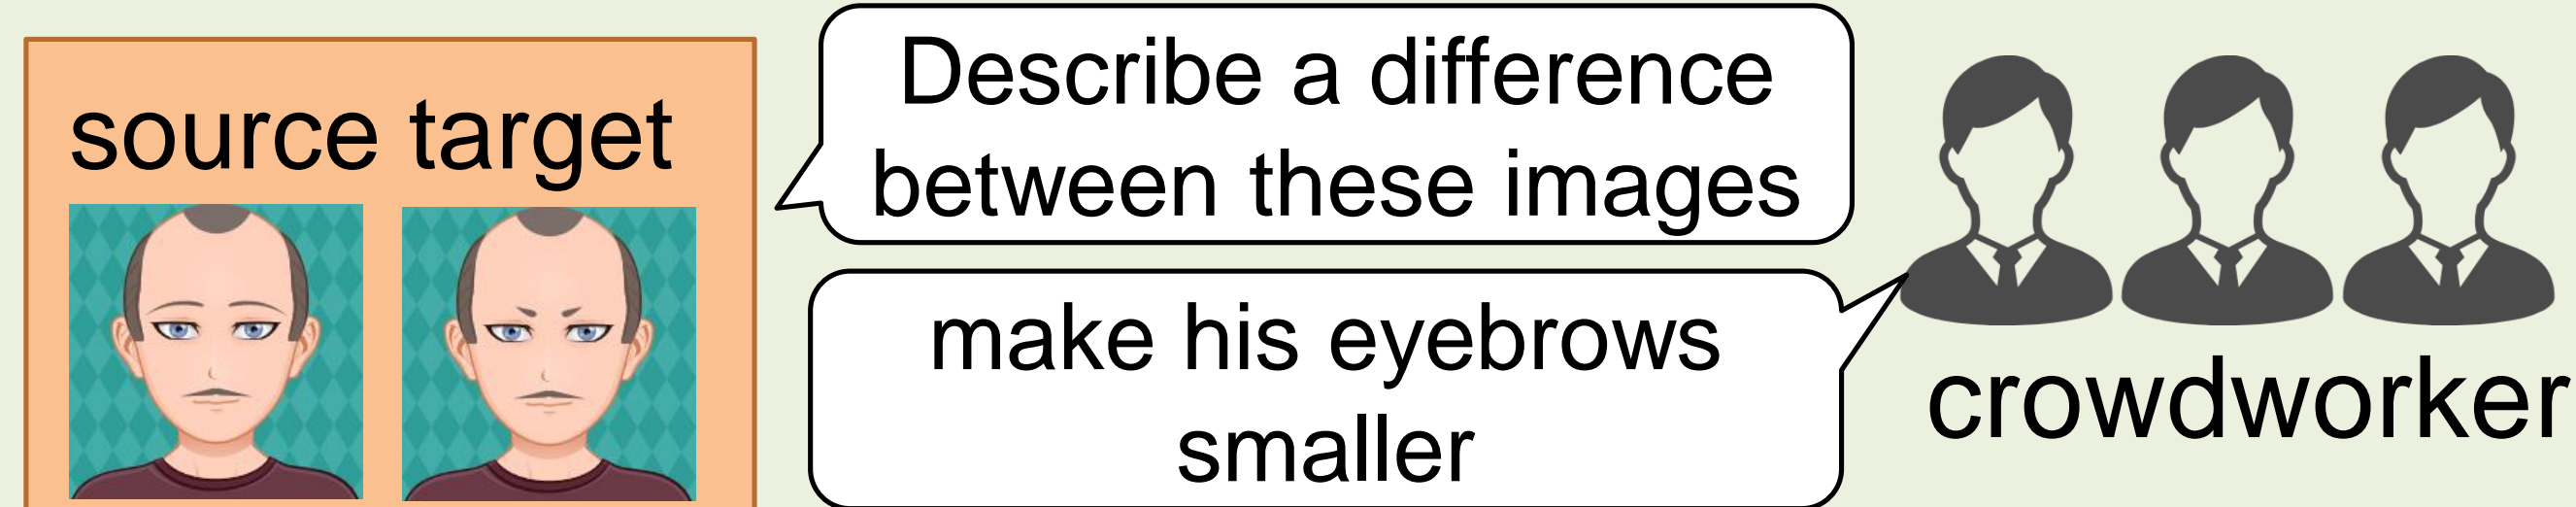 source target
Describe a difference
between these images
make his eyebrows
smaller
crowdworker